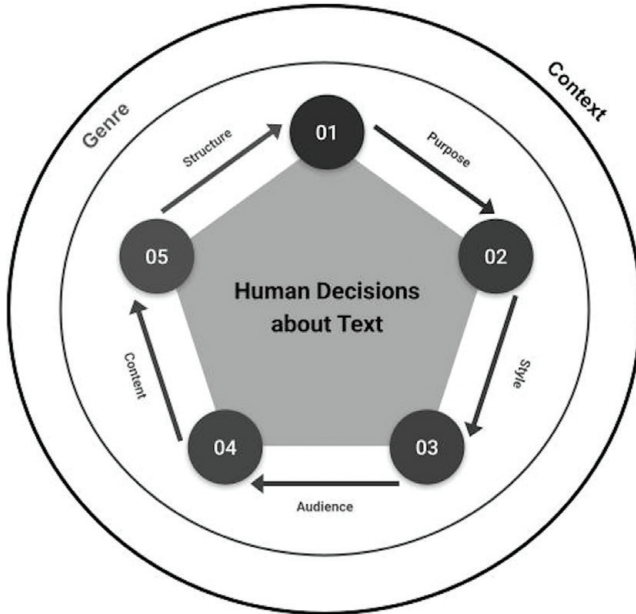 Context
Genre
Structure
01
Purpose
05
02
Human Decisions
about Text
Content
Style
04
03
Audience